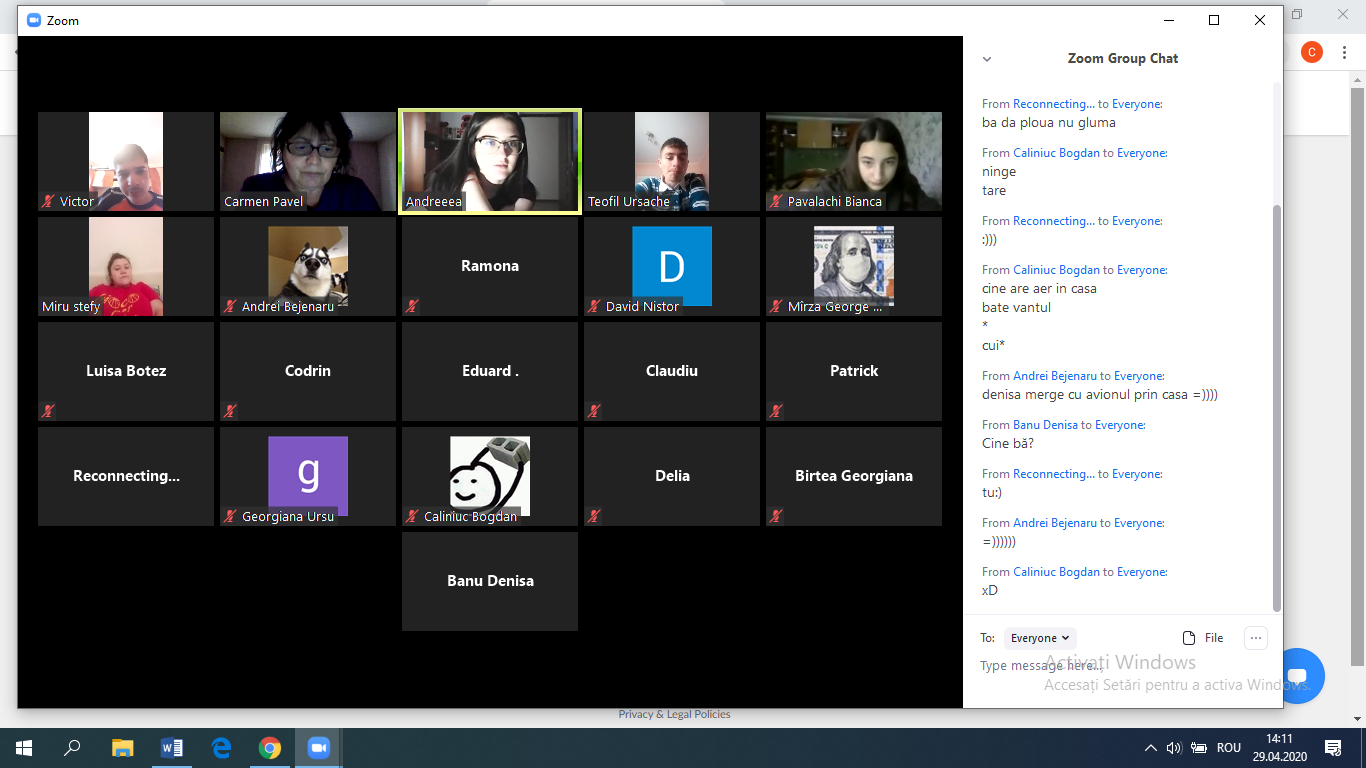 Zoom
Victor
Carmen Pavel
Andreeea
Teofil Ursache
Pavalachi Bianca
Miru stefy
Andrei Bejenaru
Ramona
D
David Nistor
Mîrza George ...
Luisa Botez
Codrin
Eduard .
Claudiu
Patrick
Reconnecting...
g
Georgiana Ursu
Caliniuc Bogdan
Delia
Birtea Georgiana
Banu Denisa
Zoom Group Chat
From Reconnecting... to Everyone:
ba da ploua nu gluma
From Caliniuc Bogdan to Everyone:
ninge
tare
From Reconnecting... to Everyone:
:)))
From Caliniuc Bogdan to Everyone:
cine are aer in casa
bate vantul
*
cui*
From Andrei Bejenaru to Everyone:
denisa merge cu avionul prin casa =))))
From Banu Denisa to Everyone:
Cine bă?
From Reconnecting... to Everyone:
tu:)
From Andrei Bejenaru to Everyone:
=))))))
From Caliniuc Bogdan to Everyone:
xD
To: Everyone File ...
Type message here...
Activați Windows
Accesați Setări pentru a activa Windows.
C
Privacy & Legal Policies
ROU
14:11
29.04.2020